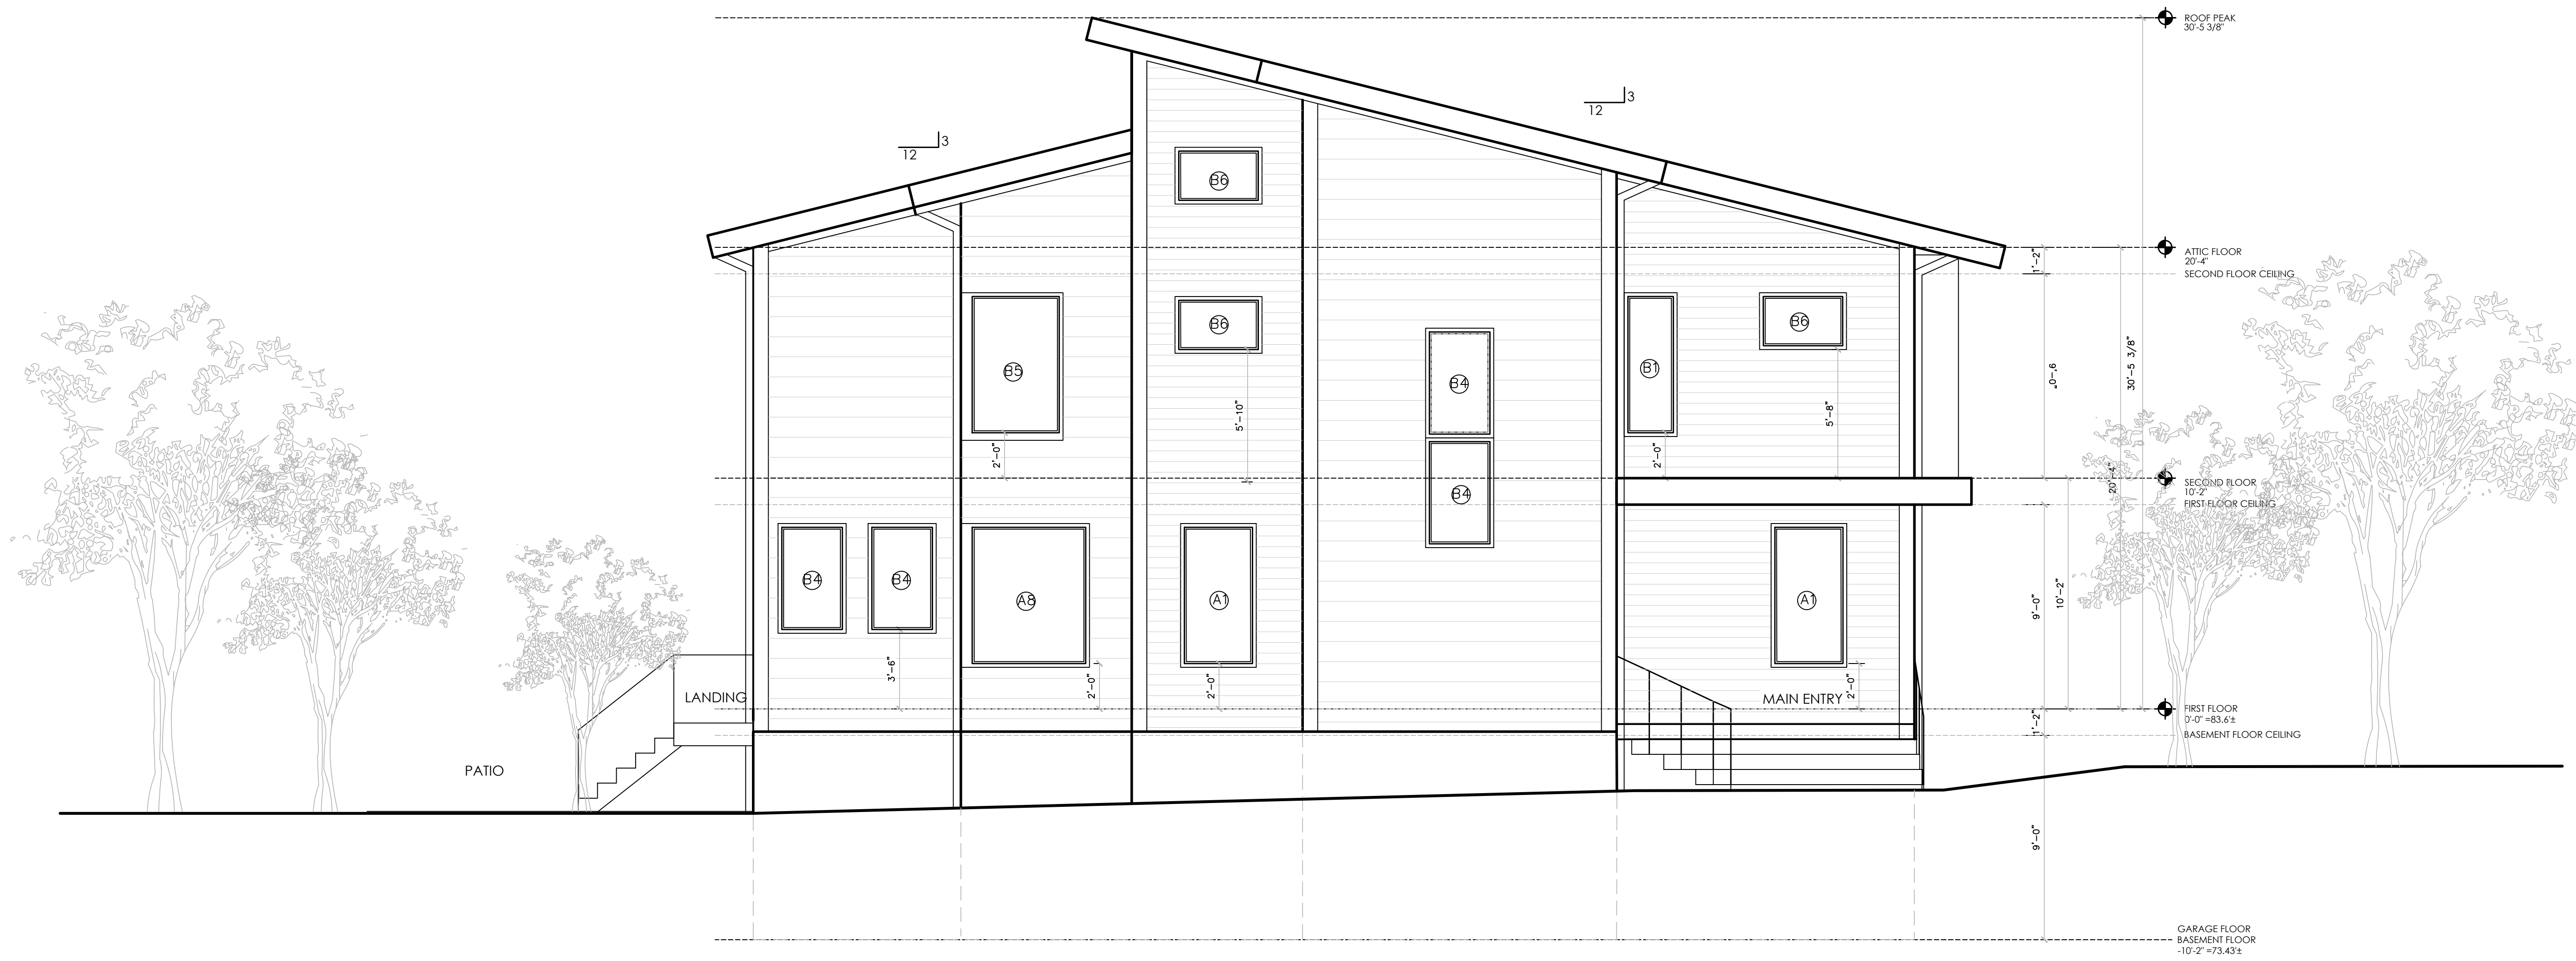 ROOF PEAK
30'-5 3/8"
3
12
3
12
B6
ATTIC FLOOR
20'-4"
1'-2"
SECOND FLOOR CEILING
B6
B6
B5
B1
B4
9'-0"
30'-5 3/8"
5'-10"
5'-8"
2'-0"
2'-0"
20'-4"
SECOND FLOOR
10'-2"
FIRST FLOOR CEILING
B4
B4
B4
A8
A1
A1
9'-0"
10'-2"
3'-6"
2'-0"
2'-0"
2'-0"
LANDING
MAIN ENTRY
FIRST FLOOR
0'-0" =83.6'±
1'-2"
BASEMENT FLOOR CEILING
PATIO
9'-0"
GARAGE FLOOR
BASEMENT FLOOR
-10'-2" =73.43'±